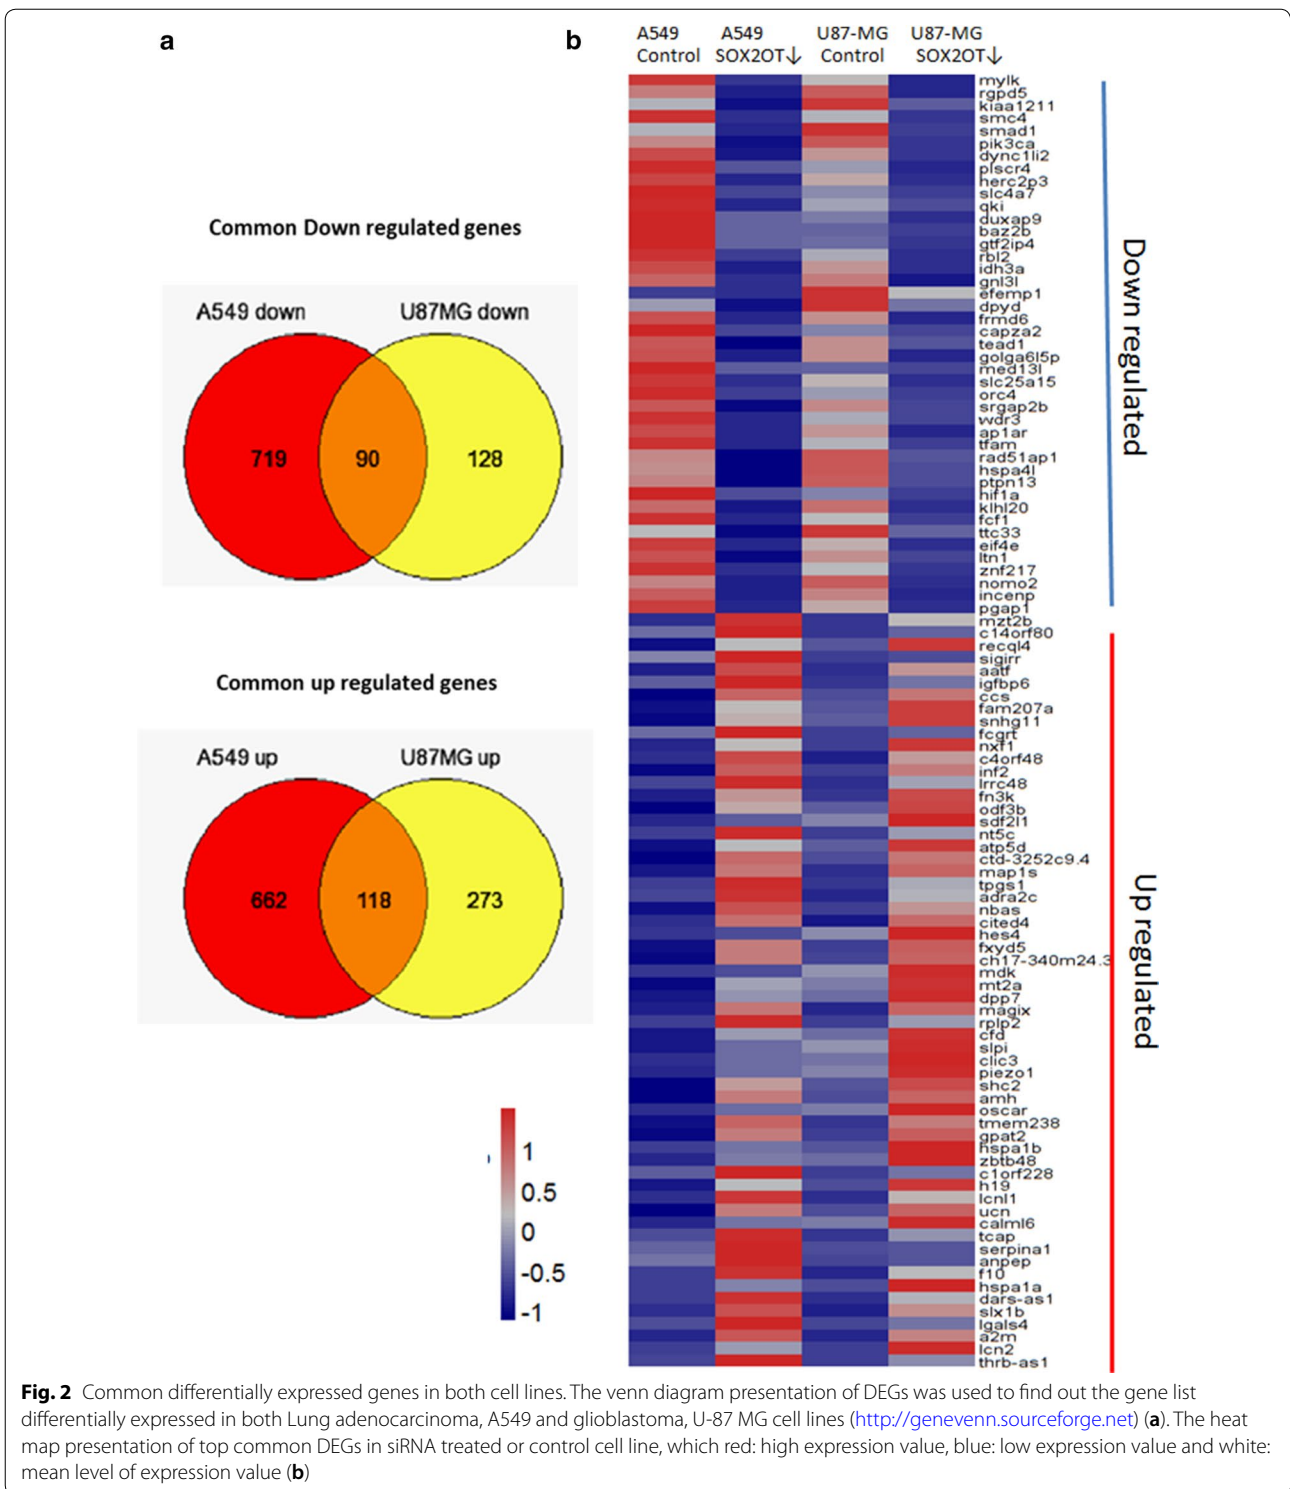 a
Common Down regulated genes
A549 down
U87MG down
719
90
128
Common up regulated genes
A549 up
U87MG up
662
118
273
1
0.5
0
-0.5
-1
b
A549 Control
A549 SOX2OT↓
U87-MG Control
U87-MG SOX2OT↓
mylk
rgpd5
kiaa1211
smc4
smad1
pik3ca
dync1li2
plscr4
herc2p3
slc4a7
qki
duxap9
baz2b
gtf2ip4
rbl2
idh3a
gnl3l
efemp1
dpyd
frmd6
capza2
tead1
golga6l5p
med13l
slc25a15
orc4
srgap2b
wdr3
ap1ar
tfam
rad51ap1
hspa4l
ptpn13
hif1a
klhl20
fcf1
ttc33
eif4e
ltn1
znf217
nomo2
incenp
pgap1
mzt2b
c14orf80
recql4
sigirr
aatf
igfbp6
ccs
fam207a
snhg11
fcgrt
nxf1
c4orf48
inf2
lrrc48
fn3k
odf3b
sdf2l1
nt5c
atp5d
ctd-3252c9.4
map1s
tpgs1
adra2c
nbas
cited4
hes4
fxyd5
ch17-340m24.3
mdk
mt2a
dpp7
magix
rplp2
cfd
slpi
clic3
piezo1
shc2
amh
oscar
tmem238
gpat2
hspa1b
zbtb48
c1orf228
h19
lcnl1
ucn
calml6
tcap
serpina1
anpep
f10
hspa1a
dars-as1
slx1b
lgals4
a2m
lcn2
thrb-as1
Down regulated
Up regulated
Fig. 2 Common differentially expressed genes in both cell lines. The venn diagram presentation of DEGs was used to find out the gene list
differentially expressed in both Lung adenocarcinoma, A549 and glioblastoma, U-87 MG cell lines (http://genevenn.sourceforge.net) (a). The heat
map presentation of top common DEGs in siRNA treated or control cell line, which red: high expression value, blue: low expression value and white:
mean level of expression value (b)